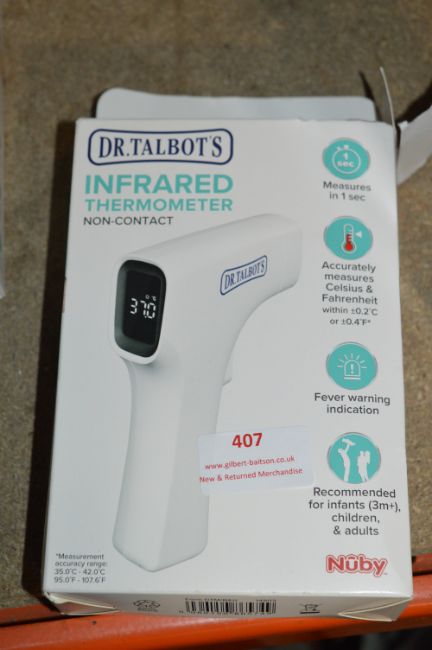 DR.TALBOT'S
INFRARED
THERMOMETER
NON-CONTACT
1
sec
Measures
in 1 sec
Accurately
measures
Celsius &
Fahrenheit
within ±0.2°C
or ±0.4°F*
Fever warning
indication
Recommended
for infants (3m+),
children,
& adults
DR.TALBOT'S
°C
37.0
407
www.gilbert-baitson.co.uk
New & Returned Merchandise
*Measurement
accuracy range:
35.0°C - 42.0°C
95.0°F - 107.6°F
Nûby